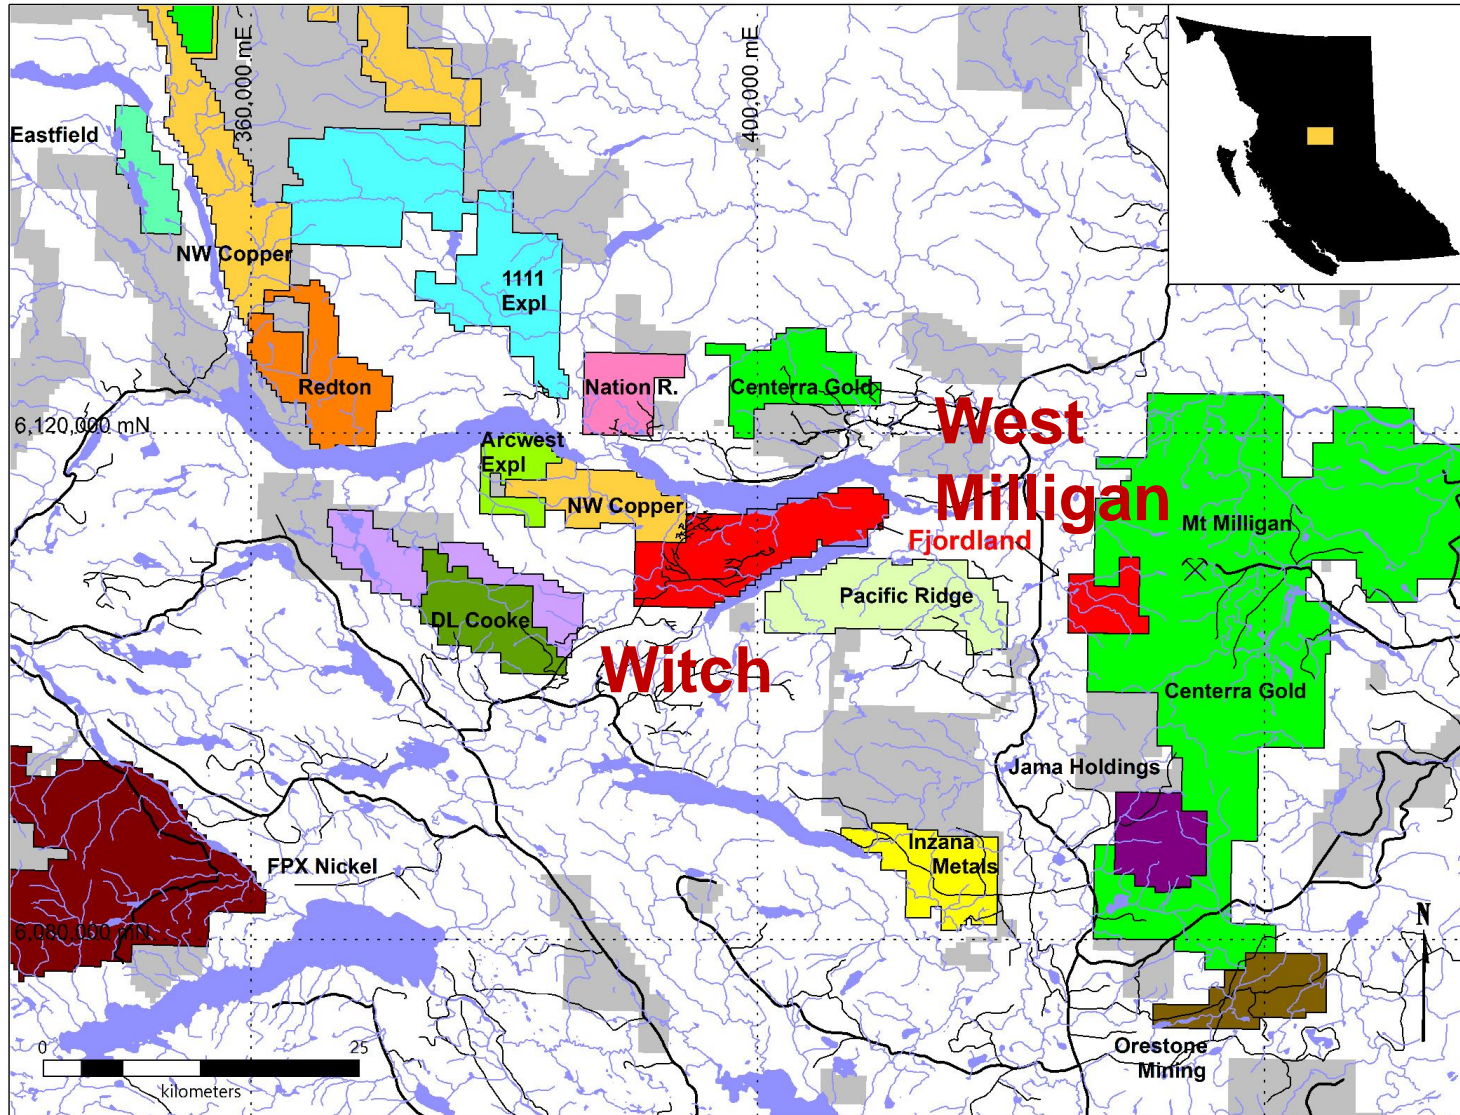 360,000 mE
400,000 mE
Eastfield
NW Copper
1111
Expl
Redton
Nation R.
Centerra Gold
6,120,000 mN
West
Milligan
Arcwest
Expl
NW Copper
Mt Milligan
Fjordland
Pacific Ridge
DL Cooke
Witch
Centerra Gold
Jama Holdings
Inzana
Metals
FPX Nickel
6,080,000 mN
N
Orestone
Mining
0
25
kilometers